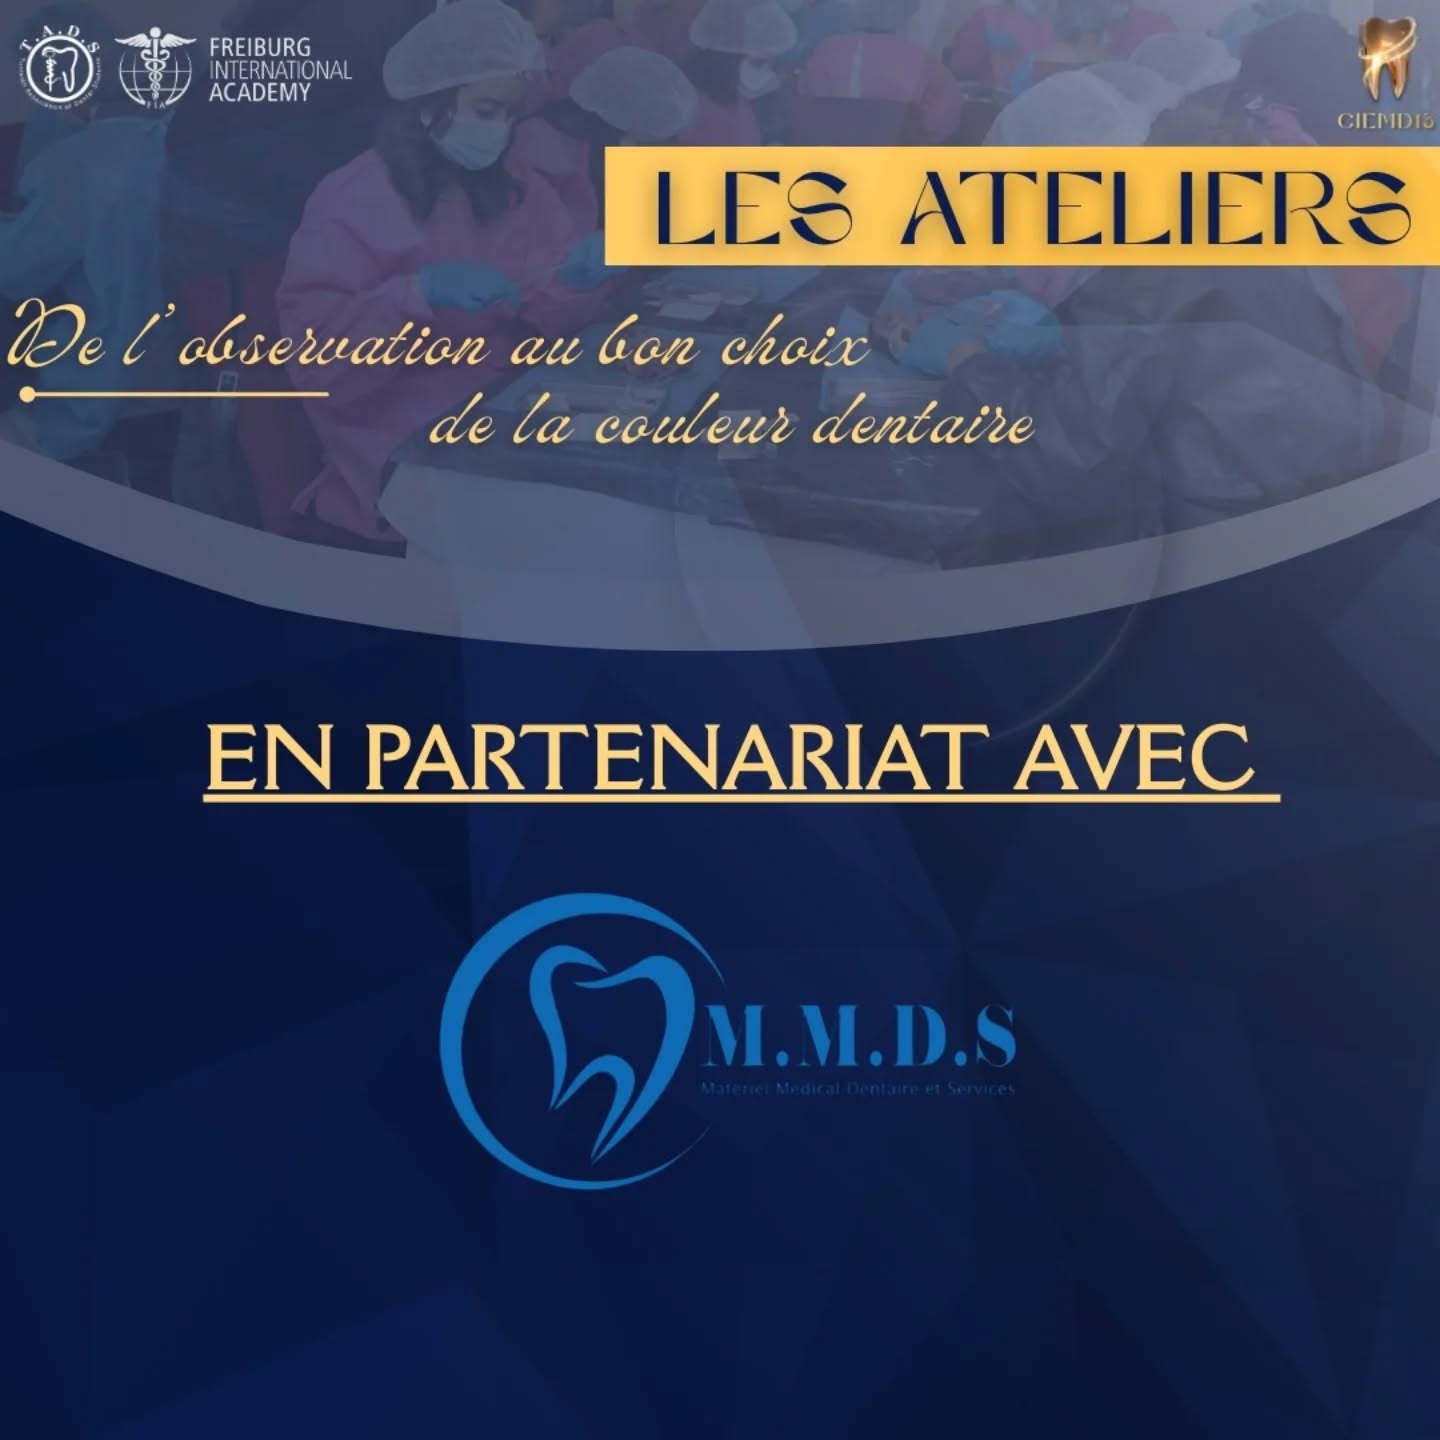 T.A.D.S
FREIBURG
INTERNATIONAL
ACADEMY
FIA
CIEMD13
LES ATELIERS
De l'observation au bon choix
de la couleur dentaire
EN PARTENARIAT AVEC
M.M.D.S
Materiel Medical Dentaire et Services